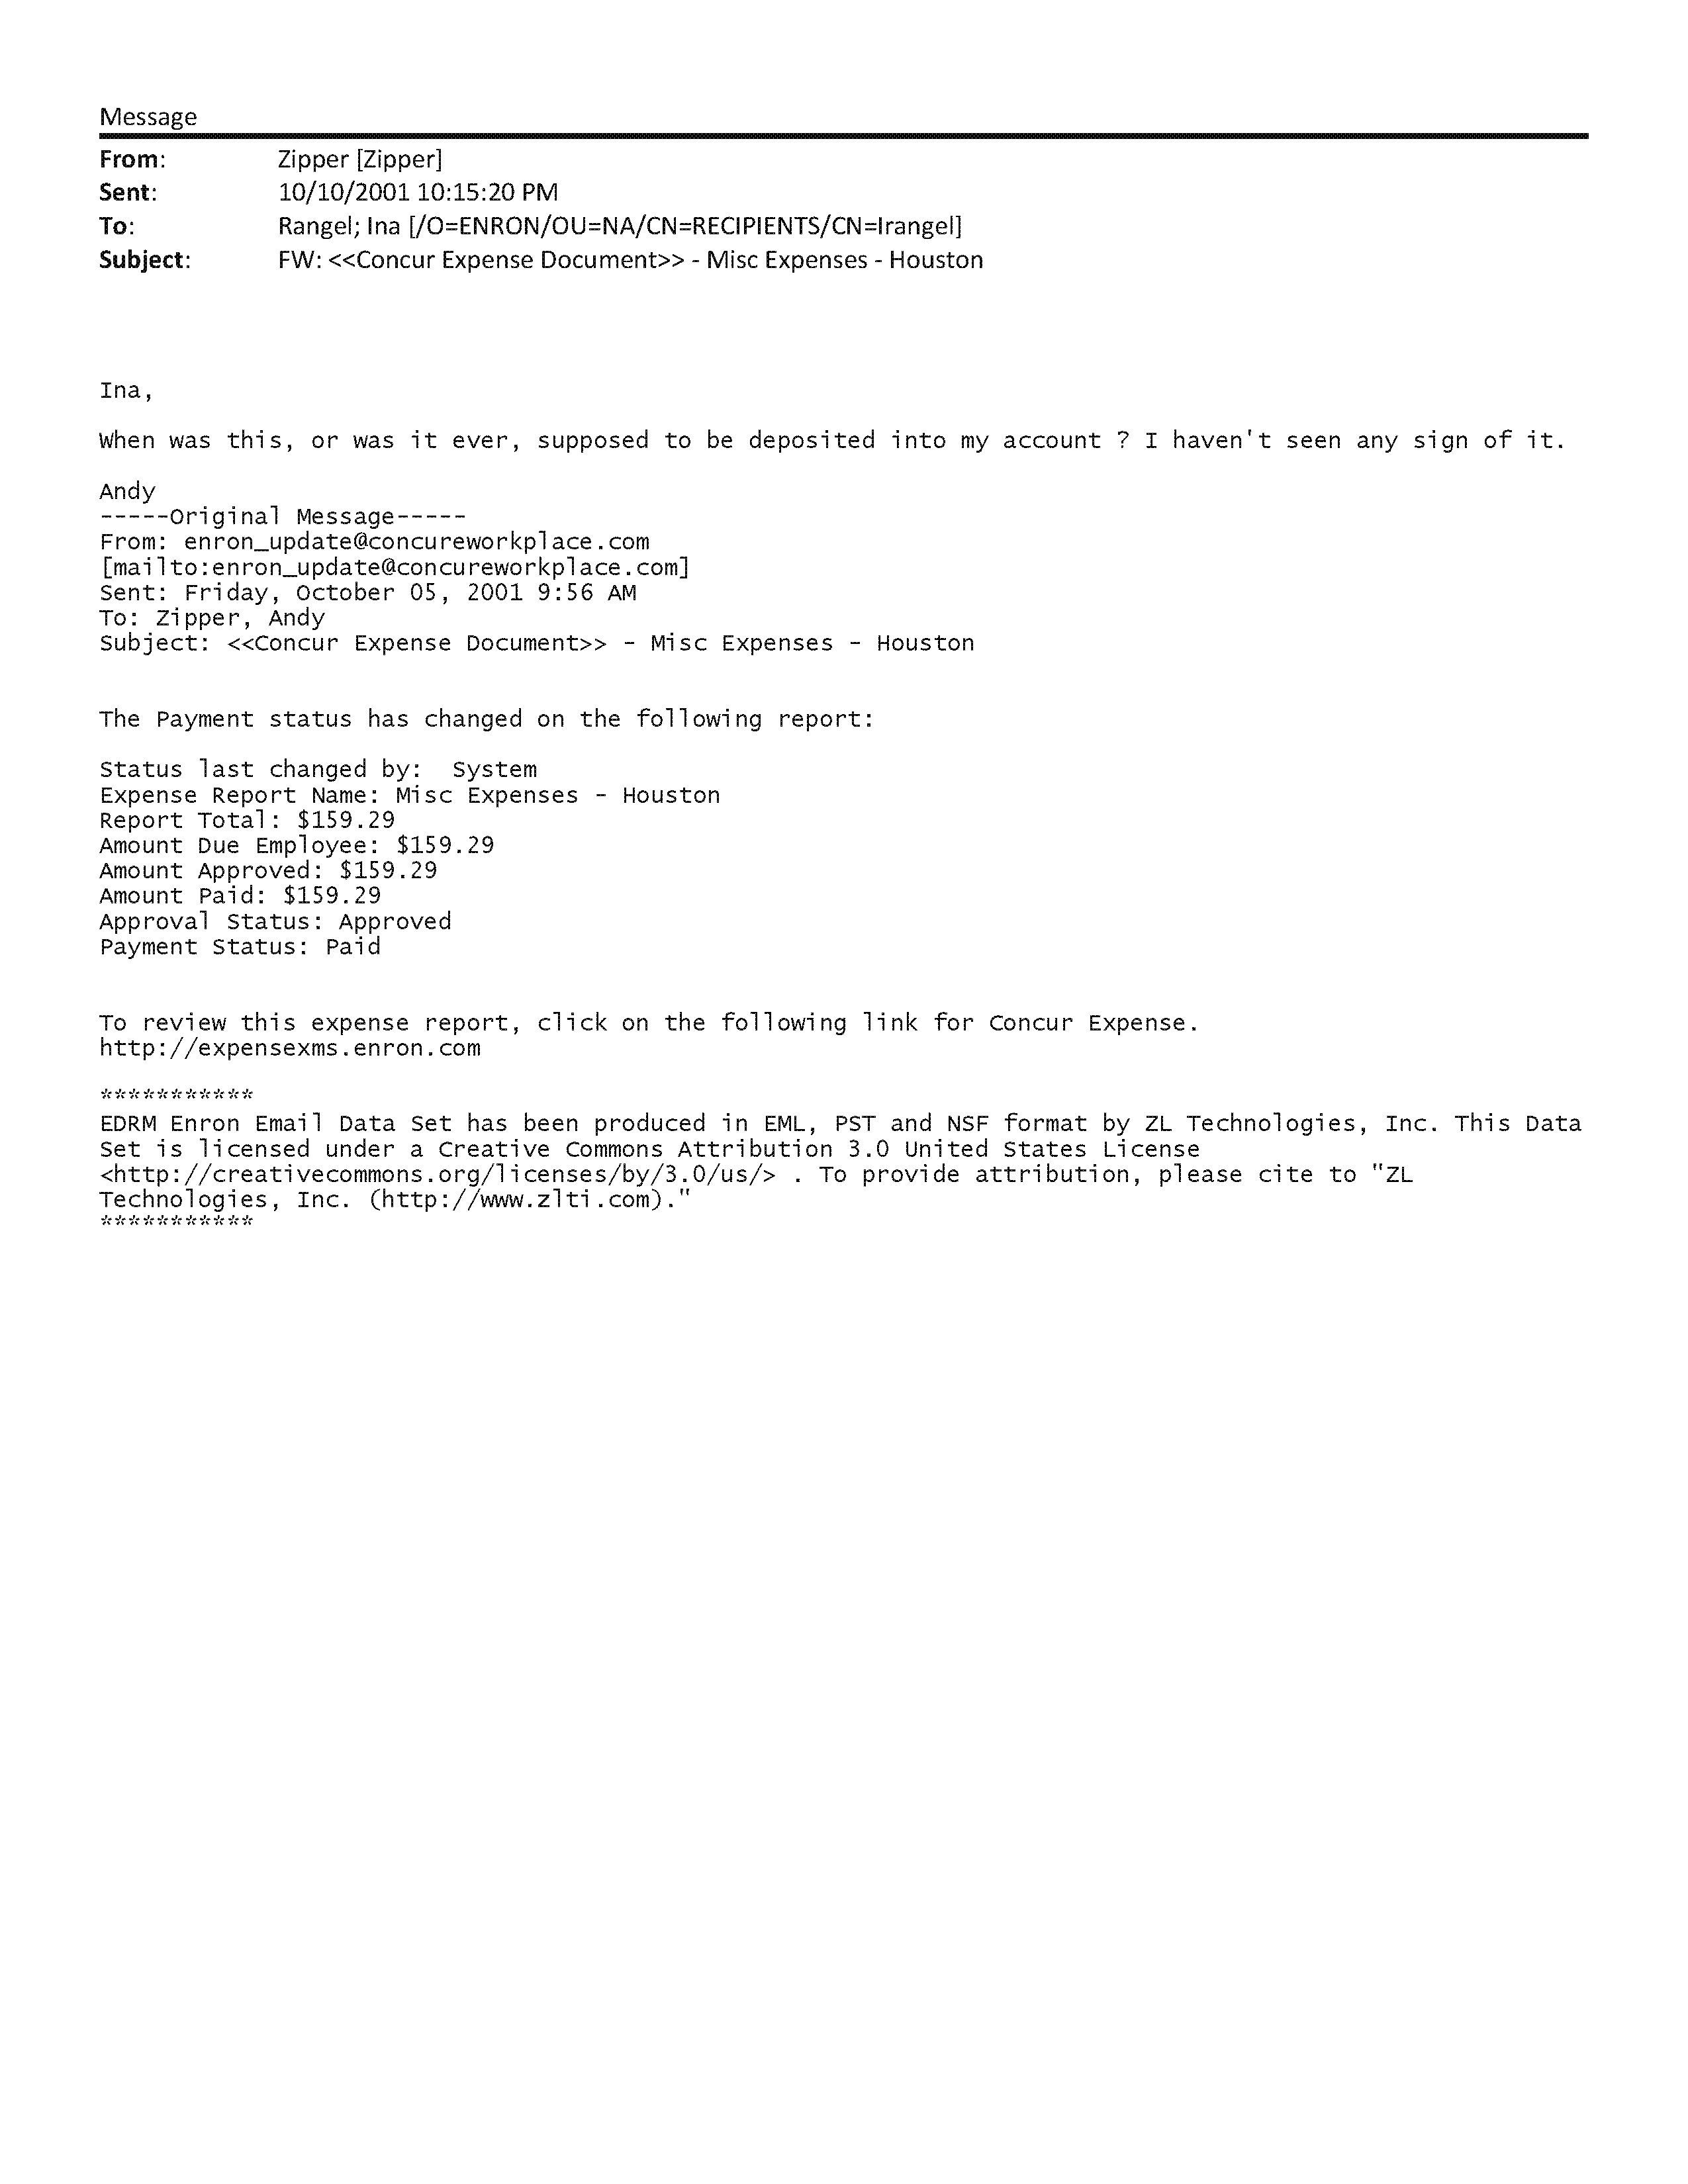 Message
From: Zipper [Zipper]
Sent: 10/10/2001 10:15:20 PM
To: Rangel; Ina [/O=ENRON/OU=NA/CN=RECIPIENTS/CN=Irangel]
Subject: FW: <<Concur Expense Document>> - Misc Expenses - Houston
Ina,
When was this, or was it ever, supposed to be deposited into my account ? I haven't seen any sign of it.
Andy
-----Original Message-----
From: enron_update@concureworkplace.com
[mailto:enron_update@concureworkplace.com]
Sent: Friday, October 05, 2001 9:56 AM
To: Zipper, Andy
Subject: <<Concur Expense Document>> - Misc Expenses - Houston
The Payment status has changed on the following report:
Status last changed by:  System
Expense Report Name: Misc Expenses - Houston
Report Total: $159.29
Amount Due Employee: $159.29
Amount Approved: $159.29
Amount Paid: $159.29
Approval Status: Approved
Payment Status: Paid
To review this expense report, click on the following link for Concur Expense.
http://expensexms.enron.com
***********
EDRM Enron Email Data Set has been produced in EML, PST and NSF format by ZL Technologies, Inc. This Data
Set is licensed under a Creative Commons Attribution 3.0 United States License
<http://creativecommons.org/licenses/by/3.0/us/> . To provide attribution, please cite to "ZL
Technologies, Inc. (http://www.zlti.com)."
***********